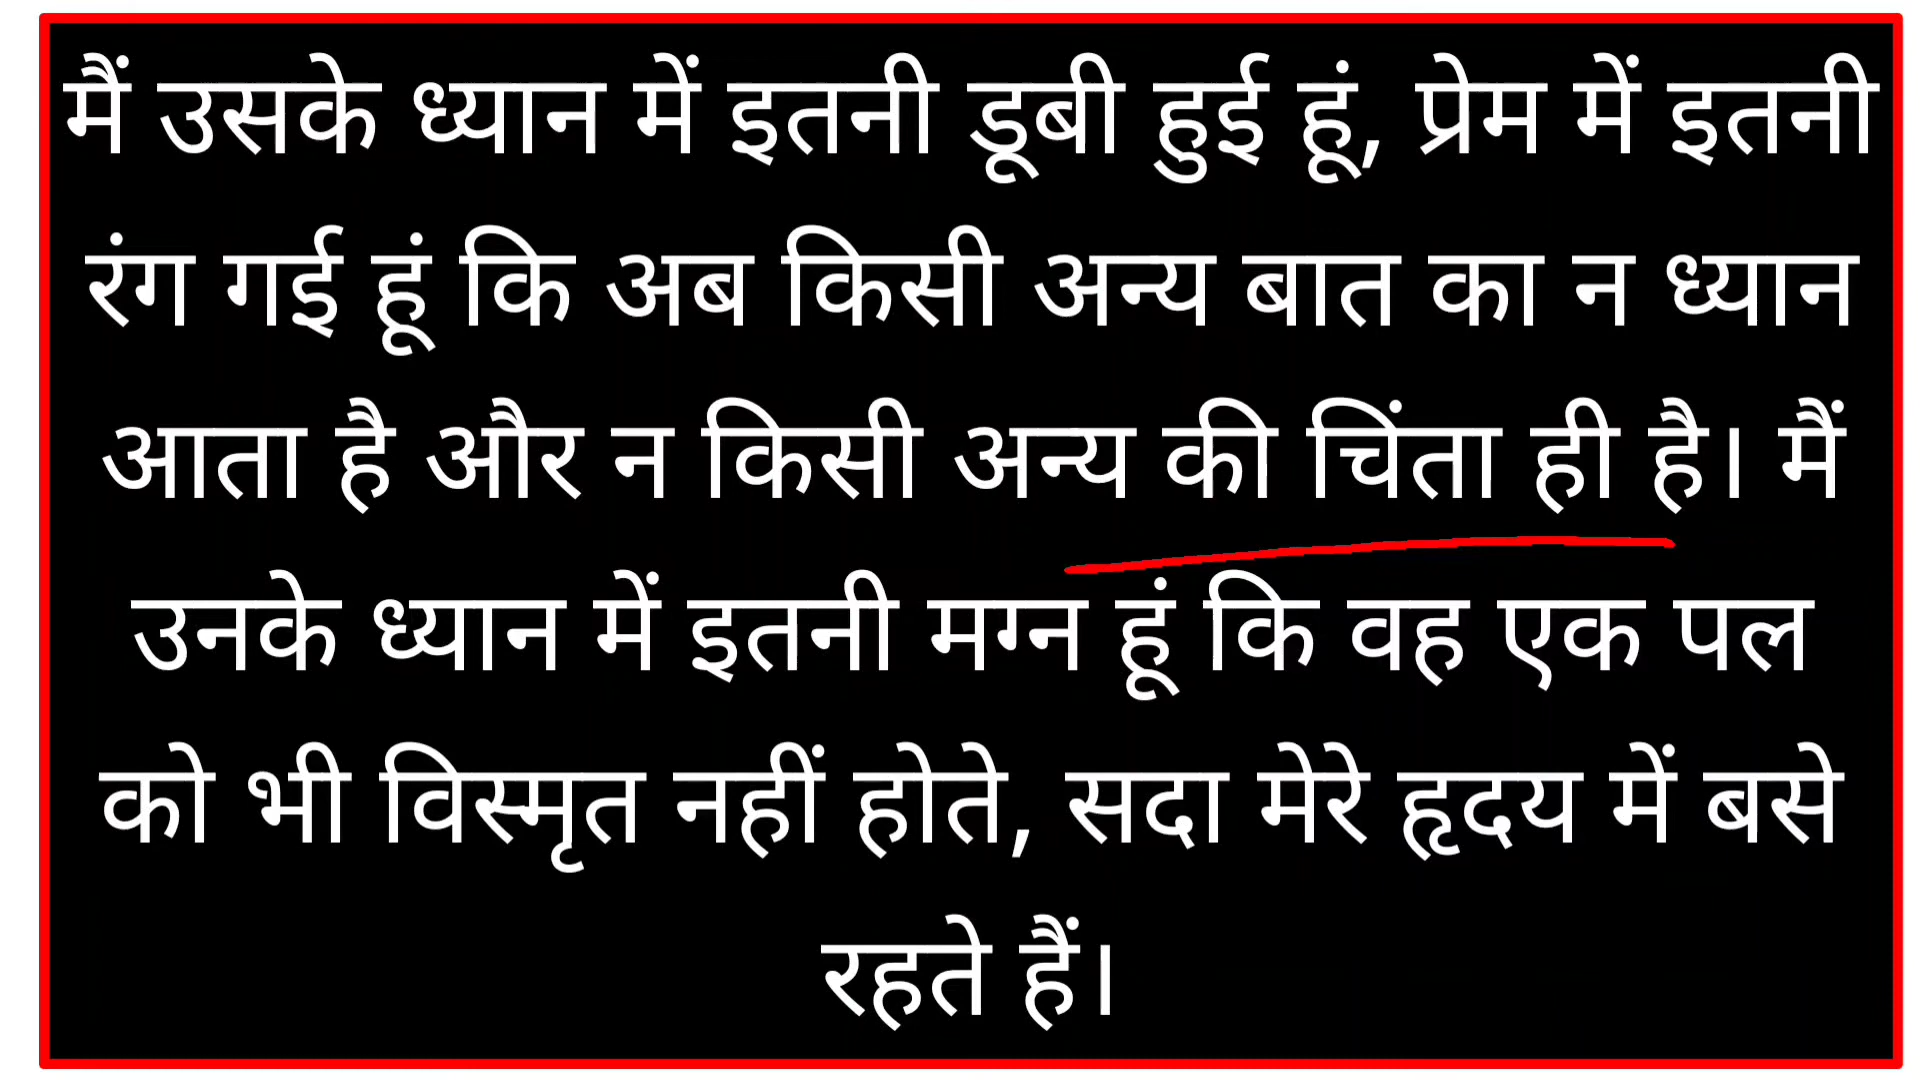 मैं उसके ध्यान में इतनी डूबी हुई हूं, प्रेम में इतनी
रंग गई हूं कि अब किसी अन्य बात का न ध्यान
आता है और न किसी अन्य की चिंता ही है। मैं
उनके ध्यान में इतनी मग्न हूं कि वह एक पल
को भी विस्मृत नहीं होते, सदा मेरे हृदय में बसे
रहते हैं।